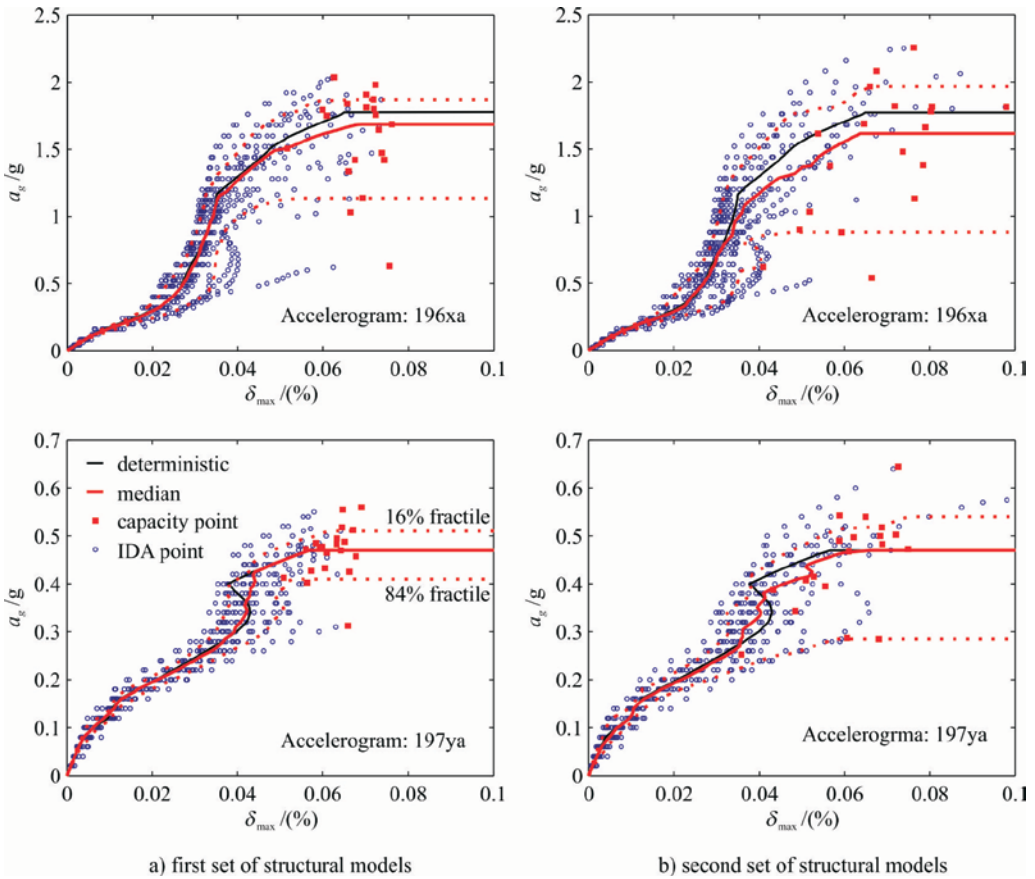 2.5
2
1.5
1
0.5
0
a_g /g
0 0.02 0.04 0.06 0.08 0.1
δ_max /(%)
Accelerogram: 196xa
2.5
2
1.5
1
0.5
0
a_g /g
0 0.02 0.04 0.06 0.08 0.1
δ_max /(%)
Accelerogram: 196xa
0.7
0.6
0.5
0.4
0.3
0.2
0.1
0
a_g /g
deterministic
median
capacity point
IDA point
16% fractile
84% fractile
Accelerogram: 197ya
0 0.02 0.04 0.06 0.08 0.1
δ_max /(%)
0.7
0.6
0.5
0.4
0.3
0.2
0.1
0
a_g /g
Accelerogrma: 197ya
0 0.02 0.04 0.06 0.08 0.1
δ_max /(%)
a) first set of structural models
b) second set of structural models